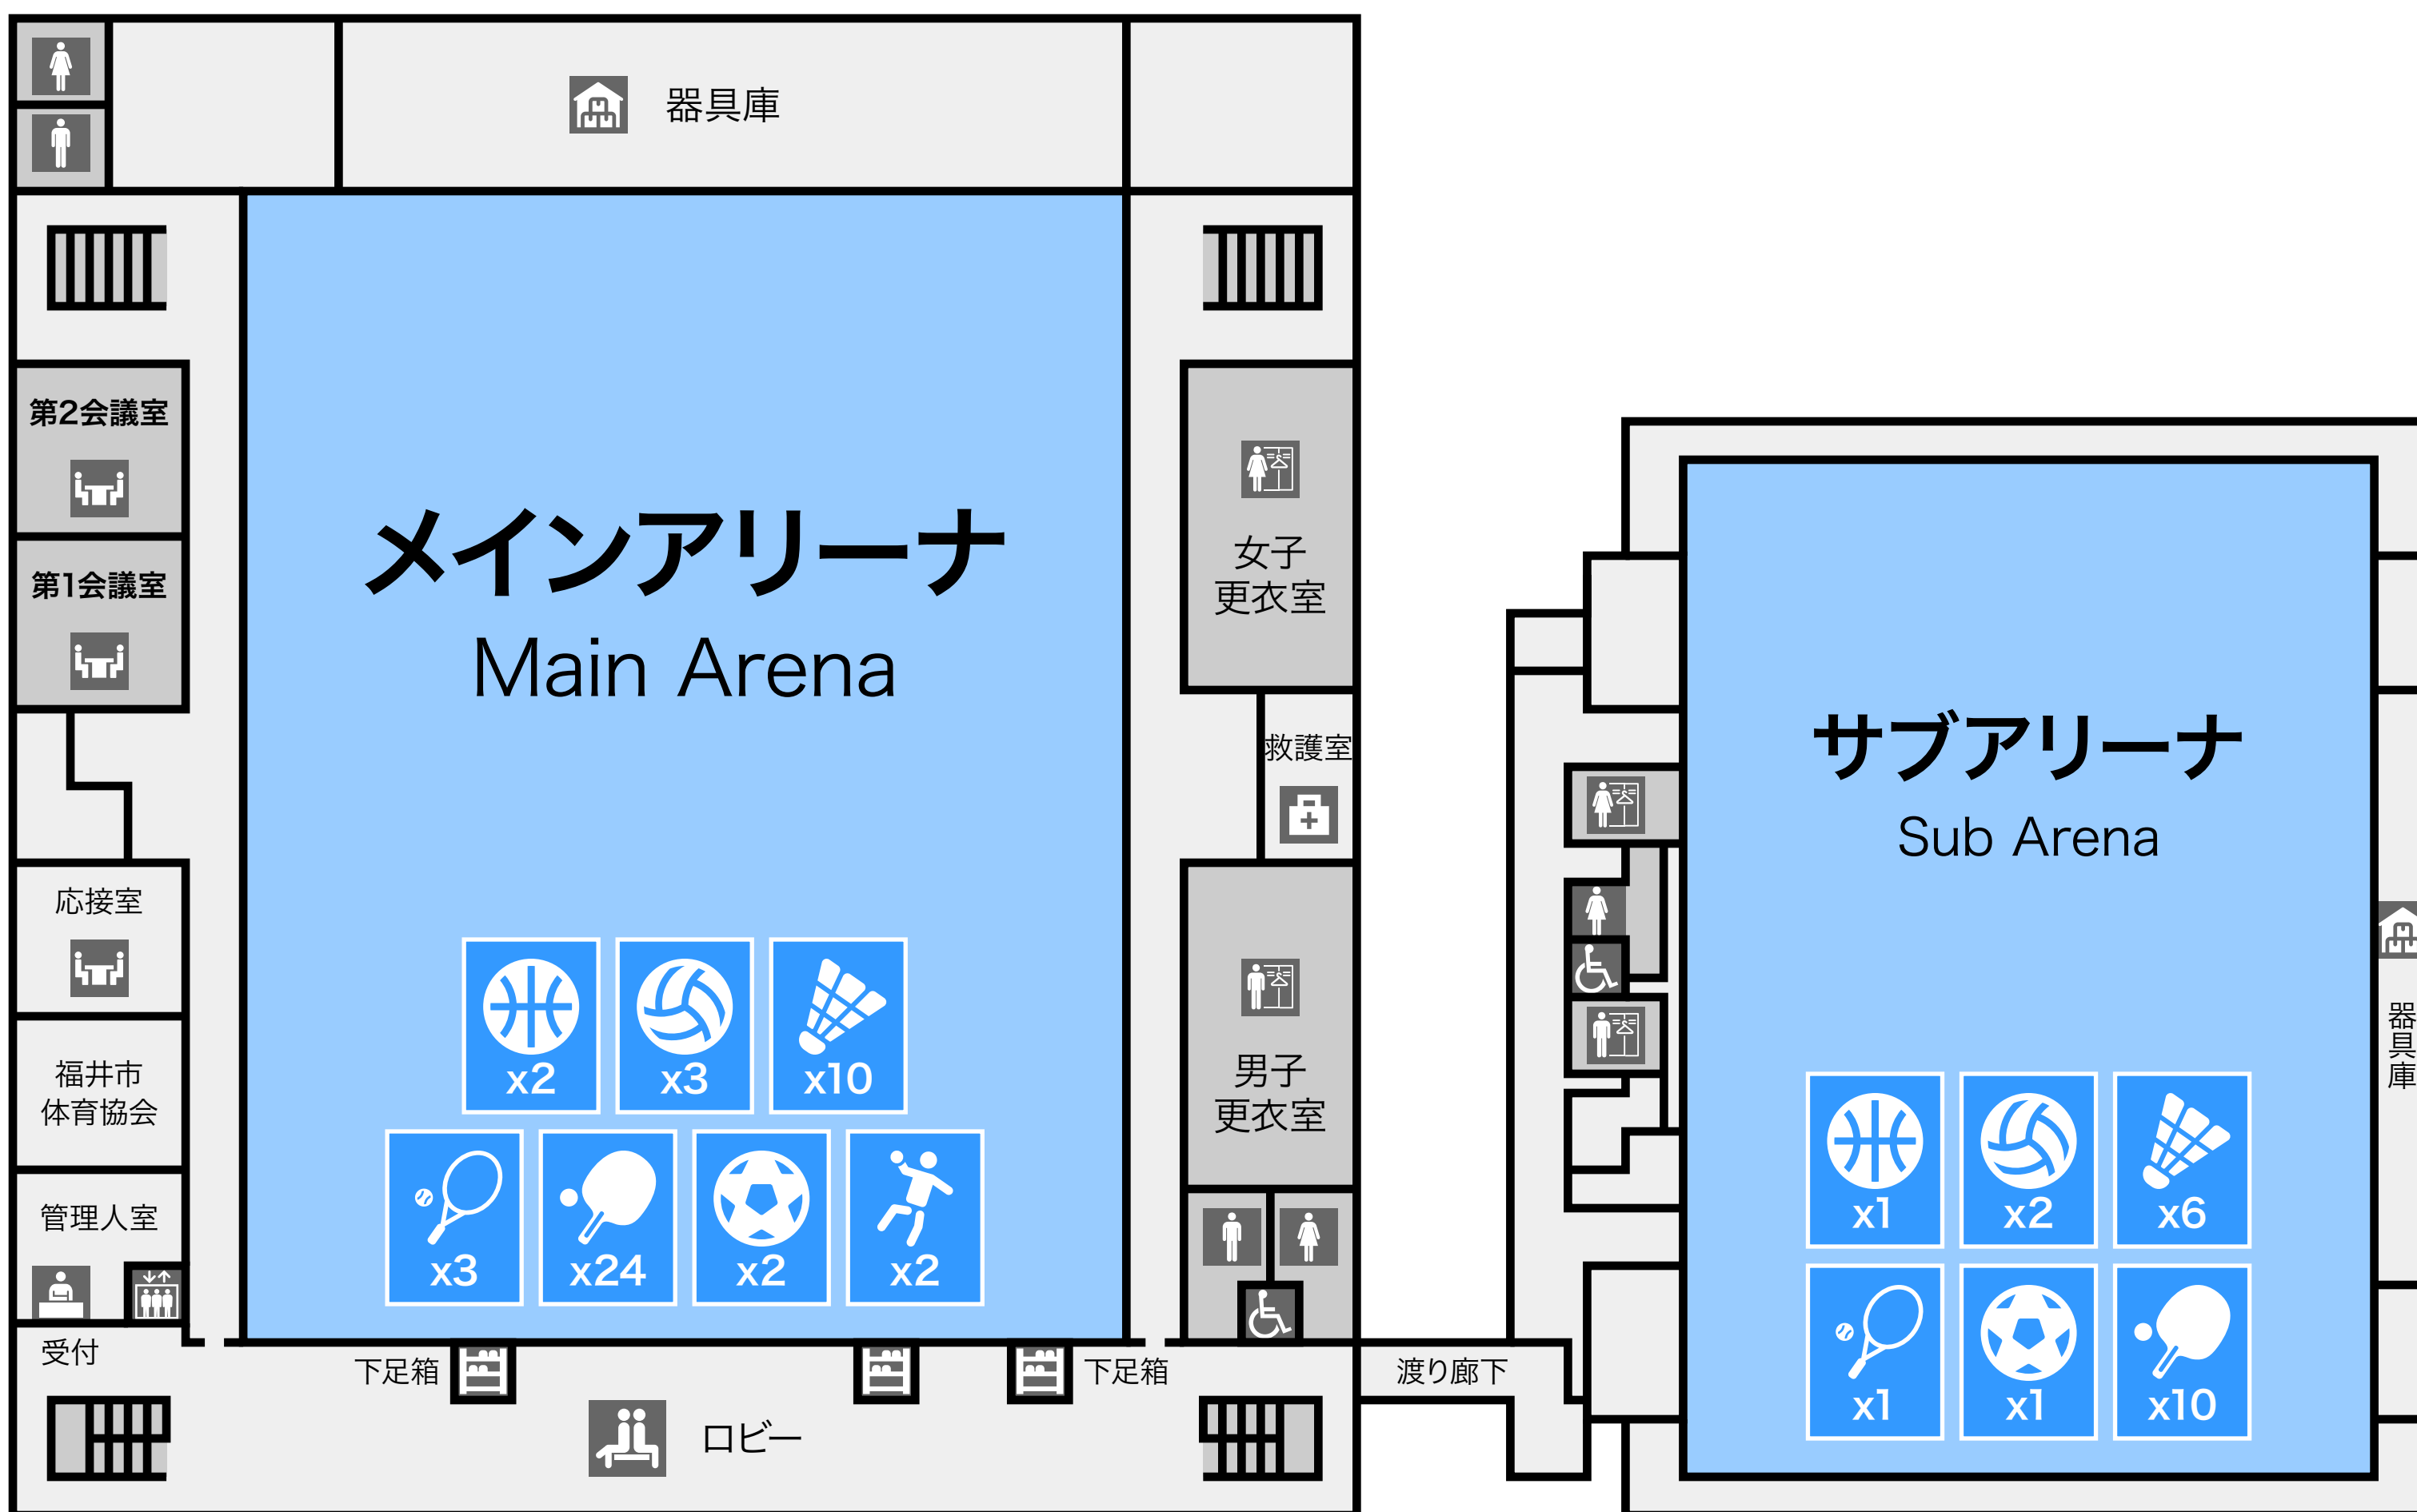 器具庫
第2会議室
第1会議室
メインアリーナ
Main Arena
女子
更衣室
救護室
応接室
福井市
体育協会
管理人室
受付
x2
x3
x10
x3
x24
x2
x2
男子
更衣室
下足箱
下足箱
ロビー
渡り廊下
サブアリーナ
Sub Arena
x1
x2
x6
x1
x1
x10
器具庫